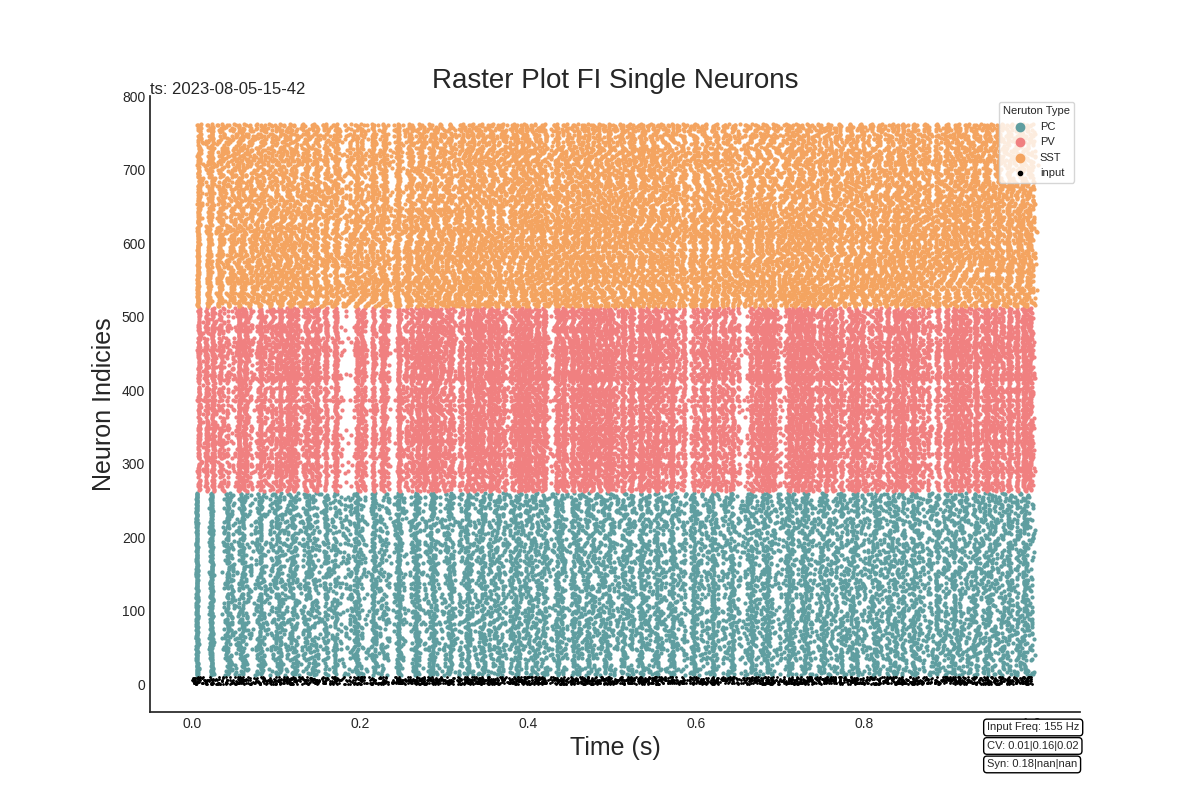 Raster Plot FI Single Neurons
ts: 2023-08-05-15-42
Neruton Type
PC
PV
SST
input
800
700
600
500
400
300
200
100
0
Neuron Indicies
0.0 0.2 0.4 0.6 0.8
Time (s)
Input Freq: 155 Hz
CV: 0.01|0.16|0.02
Syn: 0.18|nan|nan